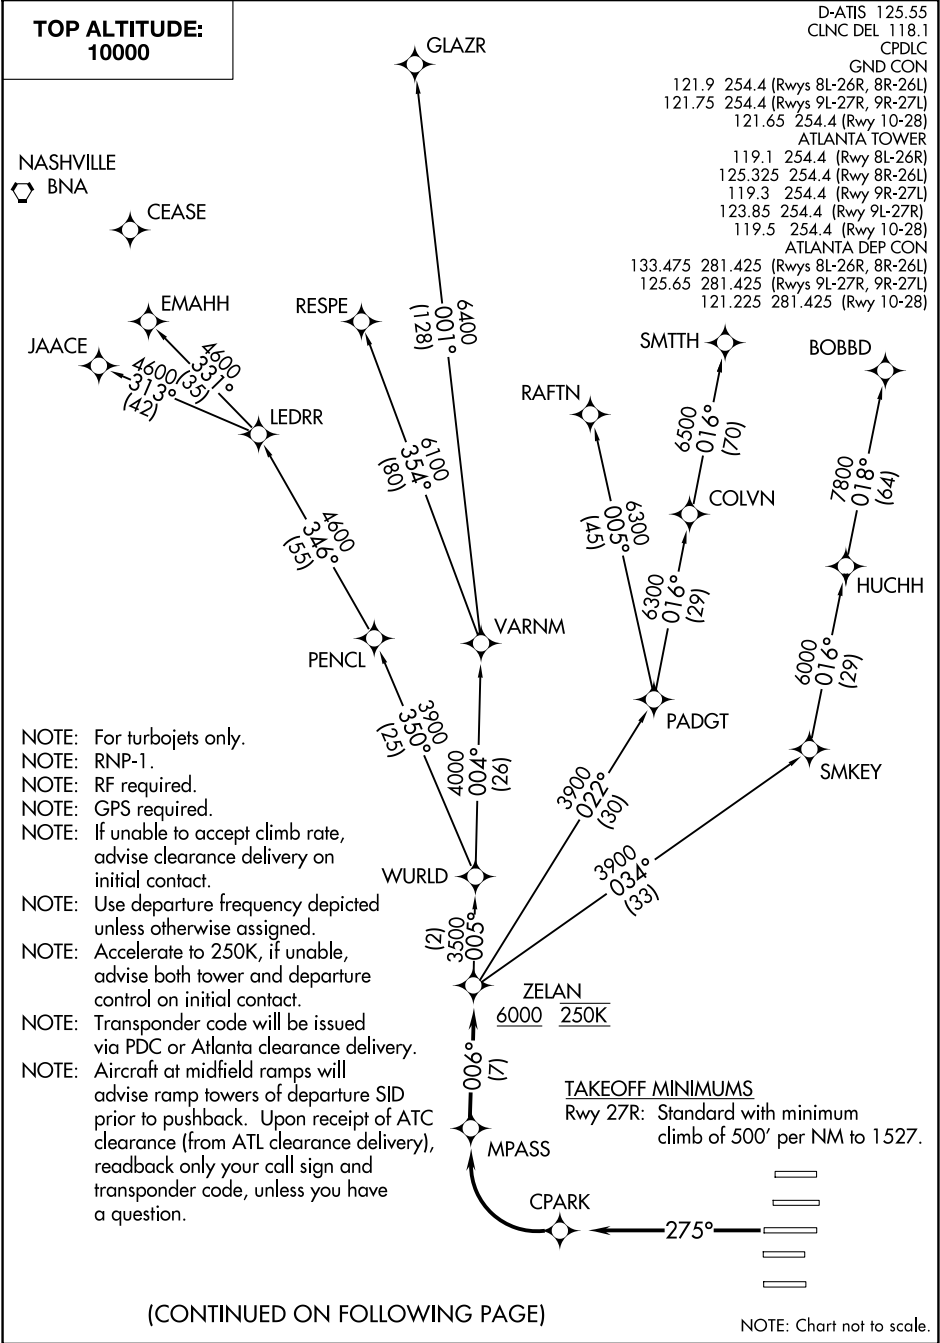 TOP ALTITUDE:
10000
D-ATIS 125.55
CLNC DEL 118.1
CPDLC
GND CON
121.9 254.4 (Rwys 8L-26R, 8R-26L)
121.75 254.4 (Rwys 9L-27R, 9R-27L)
121.65 254.4 (Rwy 10-28)
ATLANTA TOWER
119.1 254.4 (Rwy 8L-26R)
125.325 254.4 (Rwy 8R-26L)
119.3 254.4 (Rwy 9R-27L)
123.85 254.4 (Rwy 9L-27R)
119.5 254.4 (Rwy 10-28)
ATLANTA DEP CON
133.475 281.425 (Rwys 8L-26R, 8R-26L)
125.65 281.425 (Rwys 9L-27R, 9R-27L)
121.225 281.425 (Rwy 10-28)
GLAZR
NASHVILLE
BNA
CEASE
EMAHH
RESPE
JAACE
SMTTH
BOBBD
RAFTN
LEDRR
COLVN
HUCHH
4600
331°
(35)
4600
313°
(42)
6400
001°
(128)
6100
354°
(80)
6500
016°
(70)
7800
018°
(64)
4600
346°
(55)
6300
005°
(45)
6300
016°
(29)
6000
016°
(29)
VARNM
PENCL
PADGT
SMKEY
3900
350°
(25)
4000
004°
(26)
3900
022°
(30)
3900
034°
(33)
WURLD
(2)
3500
005°
ZELAN
6000 250K
006°
(7)
MPASS
CPARK
275°
NOTE: For turbojets only.
NOTE: RNP-1.
NOTE: RF required.
NOTE: GPS required.
NOTE: If unable to accept climb rate,
advise clearance delivery on
initial contact.
NOTE: Use departure frequency depicted
unless otherwise assigned.
NOTE: Accelerate to 250K, if unable,
advise both tower and departure
control on initial contact.
NOTE: Transponder code will be issued
via PDC or Atlanta clearance delivery.
NOTE: Aircraft at midfield ramps will
advise ramp towers of departure SID
prior to pushback. Upon receipt of ATC
clearance (from ATL clearance delivery),
readback only your call sign and
transponder code, unless you have
a question.
TAKEOFF MINIMUMS
Rwy 27R: Standard with minimum
climb of 500' per NM to 1527.
(CONTINUED ON FOLLOWING PAGE)
NOTE: Chart not to scale.